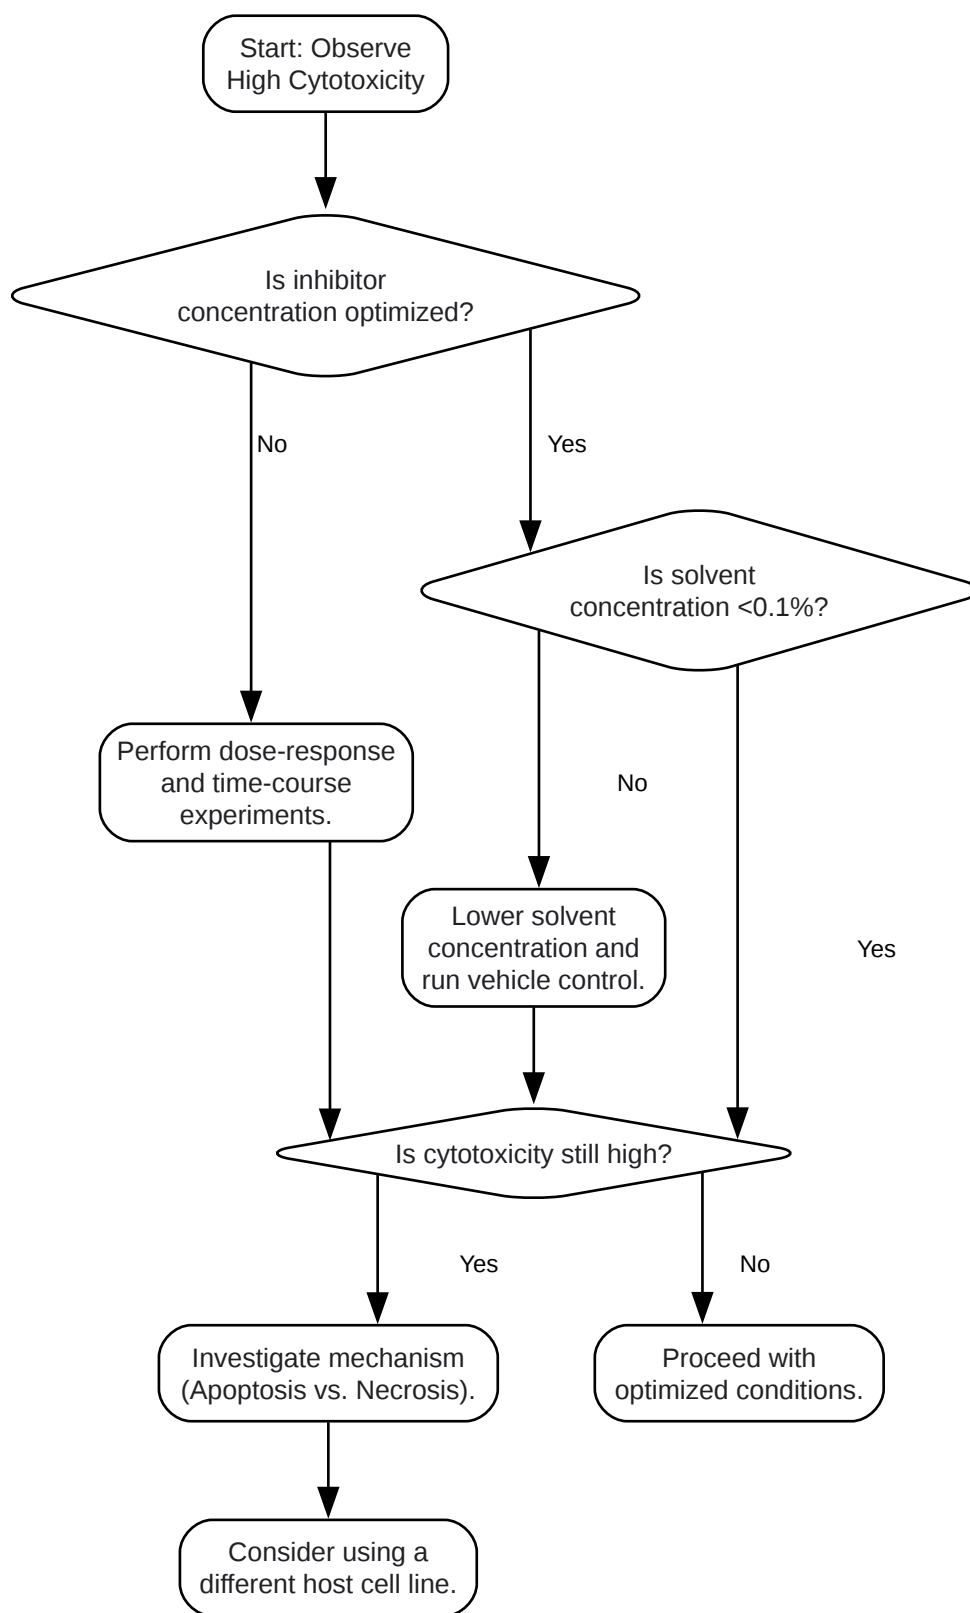 Start: Observe
High Cytotoxicity
Is inhibitor
concentration optimized?
No
Yes
Is solvent
concentration <0.1%?
Perform dose-response
and time-course
experiments.
No
Lower solvent
concentration and
run vehicle control.
Yes
Is cytotoxicity still high?
Yes
No
Investigate mechanism
(Apoptosis vs. Necrosis).
Proceed with
optimized conditions.
Consider using a
different host cell line.